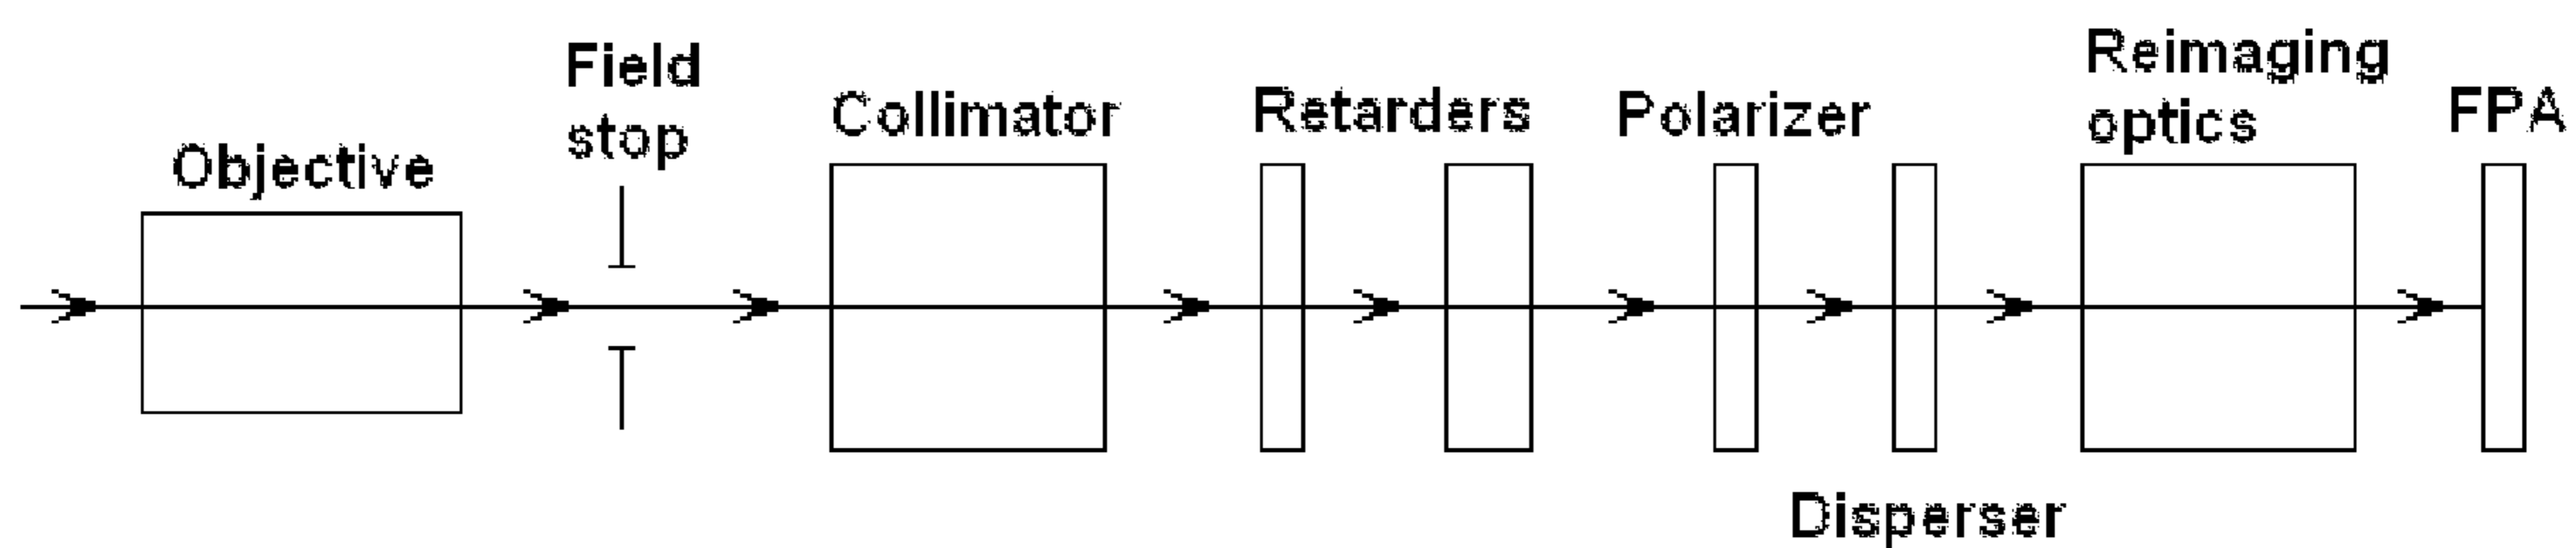 Objective
Field
stop
Collimator
Retarders
Polarizer
Disperser
Reimaging
optics
FPA